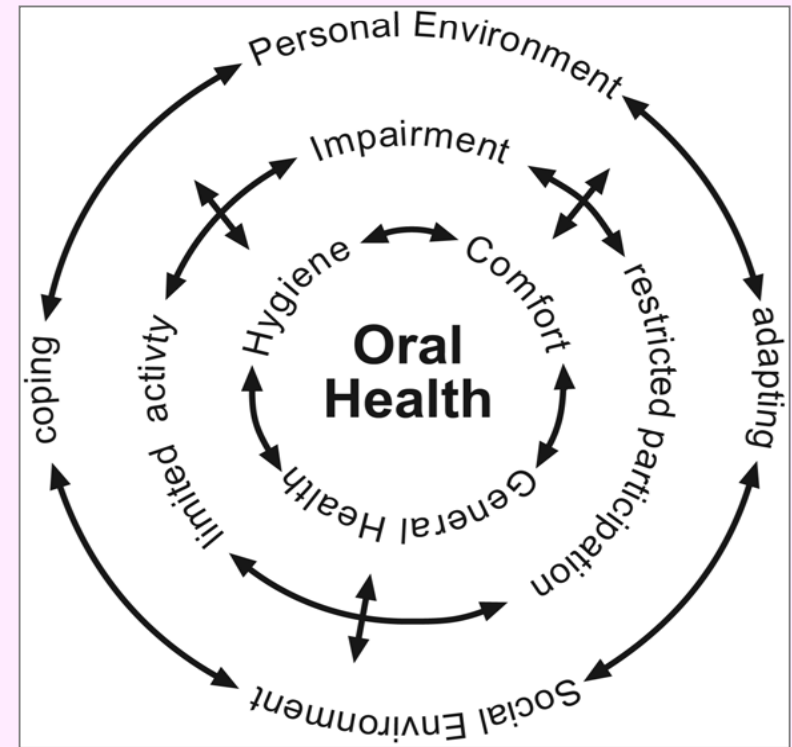 Personal Environment
Impairment
Hygiene
Comfort
Oral
Health
General Health
limited activty
restricted participation
coping
adapting
Social Environment